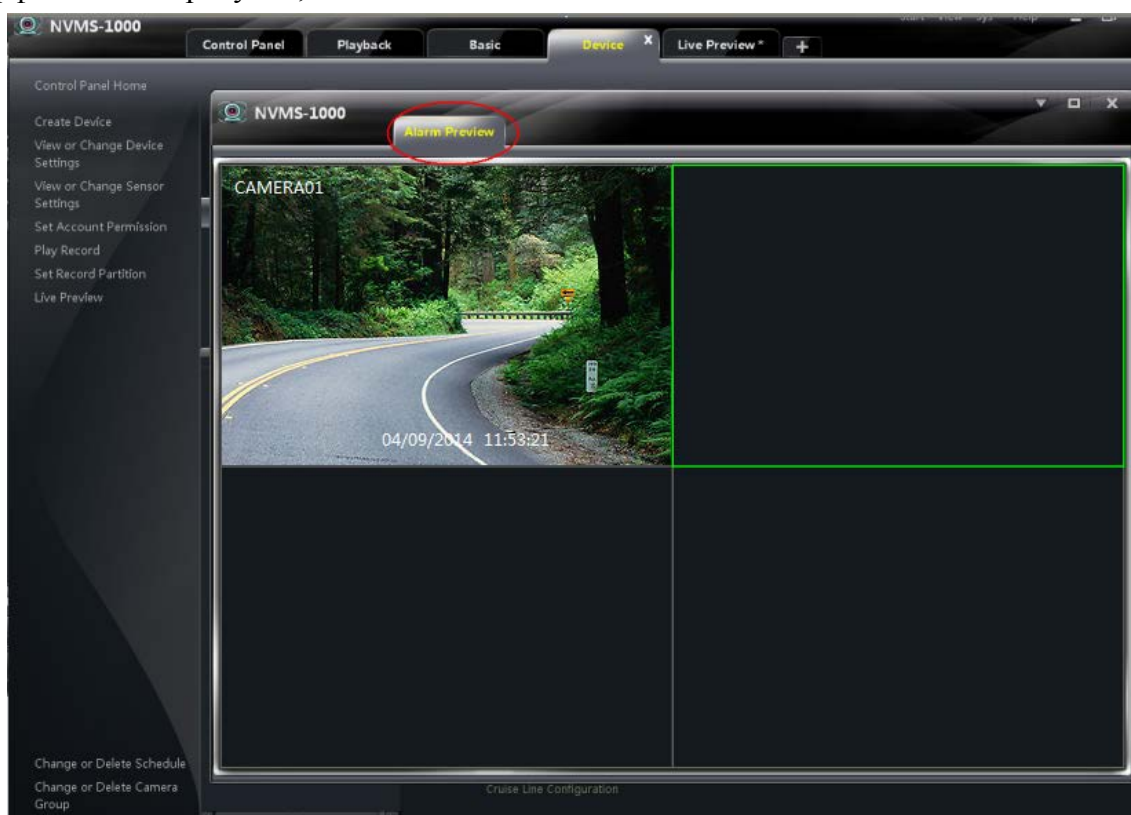 NVMS-1000
Control Panel
Playback
Basic
Device X
Live Preview *
+
Control Panel Home
Create Device
View or Change Device
Settings
View or Change Sensor
Settings
Set Account Permission
Play Record
Set Record Partition
Live Preview
NVMS-1000
Alarm Preview
CAMERA01
04/09/2014 11:53:21
Change or Delete Schedule
Change or Delete Camera
Group
Cruise Line Configuration